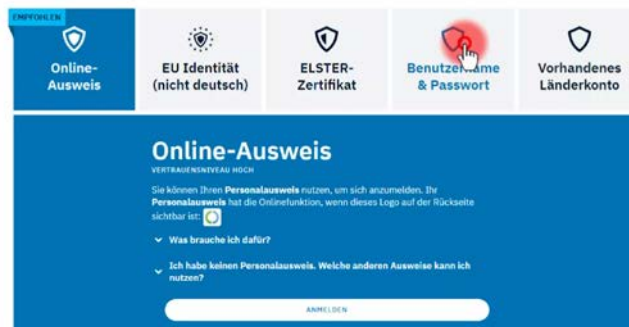 EMPFOHLEN
Online-
Ausweis
EU Identität
(nicht deutsch)
ELSTER-
Zertifikat
Benutzername
& Passwort
Vorhandenes
Länderkonto
Online-Ausweis
VERTRAUENSNIVEAU HOCH
Sie können Ihren Personalausweis nutzen, um sich anzumelden. Ihr
Personalausweis hat die Onlinefunktion, wenn dieses Logo auf der Rückseite
sichtbar ist:
Was brauche ich dafür?
Ich habe keinen Personalausweis. Welche anderen Ausweise kann ich
nutzen?
ANMELDEN